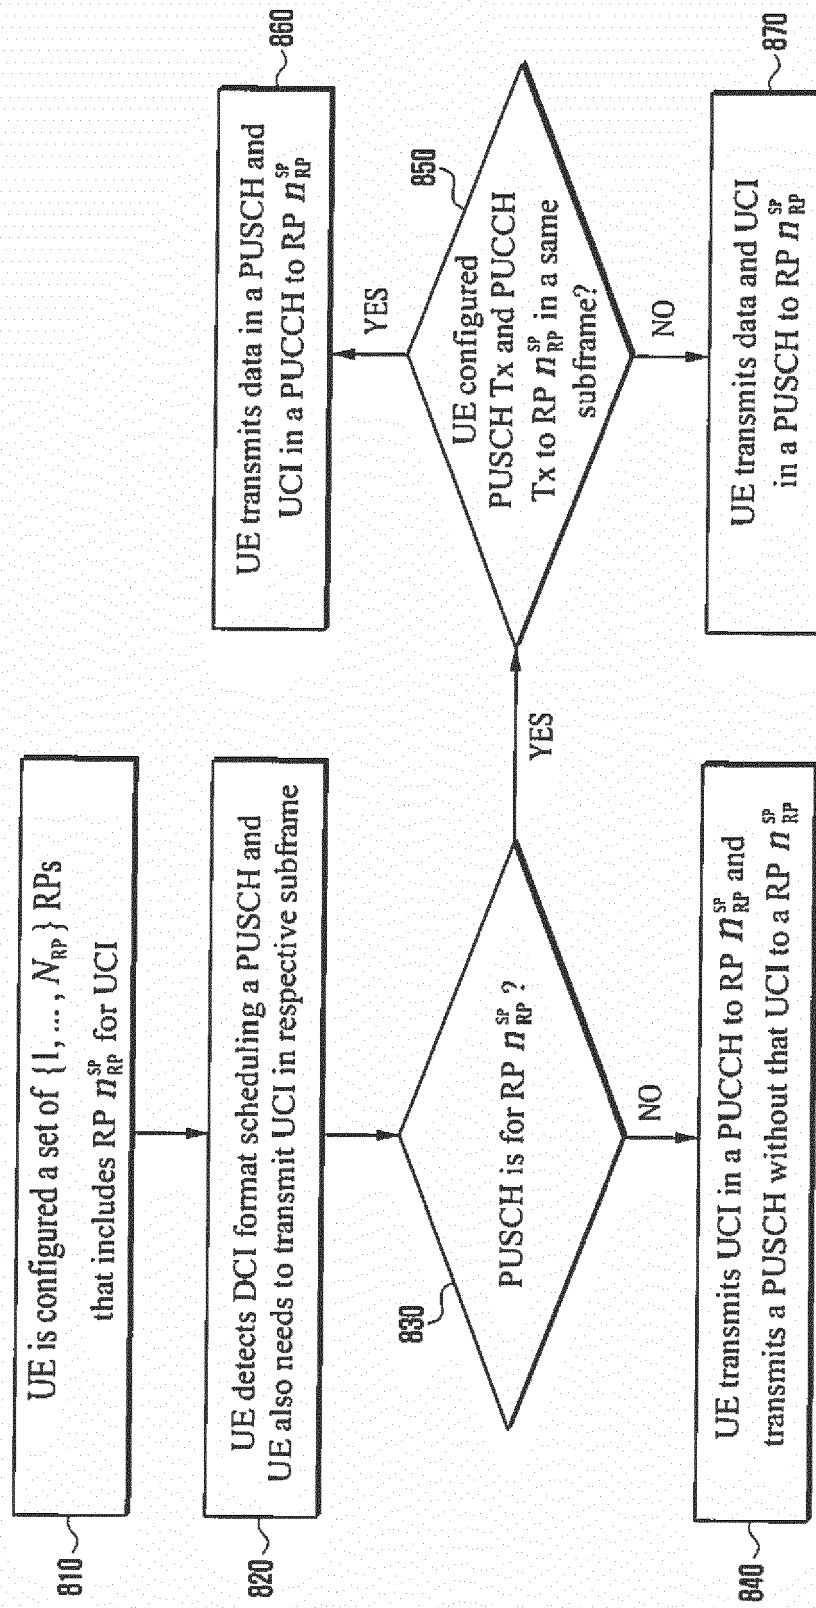 810
UE is configured a set of {1, ..., N_RP} RPs
that includes RP n_RP^SP for UCI
820
UE detects DCI format scheduling a PUSCH and
UE also needs to transmit UCI in respective subframe
830
PUSCH is for RP n_RP^SP ?
NO
YES
840
UE transmits UCI in a PUCCH to RP n_RP^SP and
transmits a PUSCH without that UCI to a RP n_RP^SP
850
UE configured
PUSCH Tx and PUCCH
Tx to RP n_RP^SP in a same
subframe?
YES
NO
860
UE transmits data in a PUSCH and
UCI in a PUCCH to RP n_RP^SP
870
UE transmits data and UCI
in a PUSCH to RP n_RP^SP